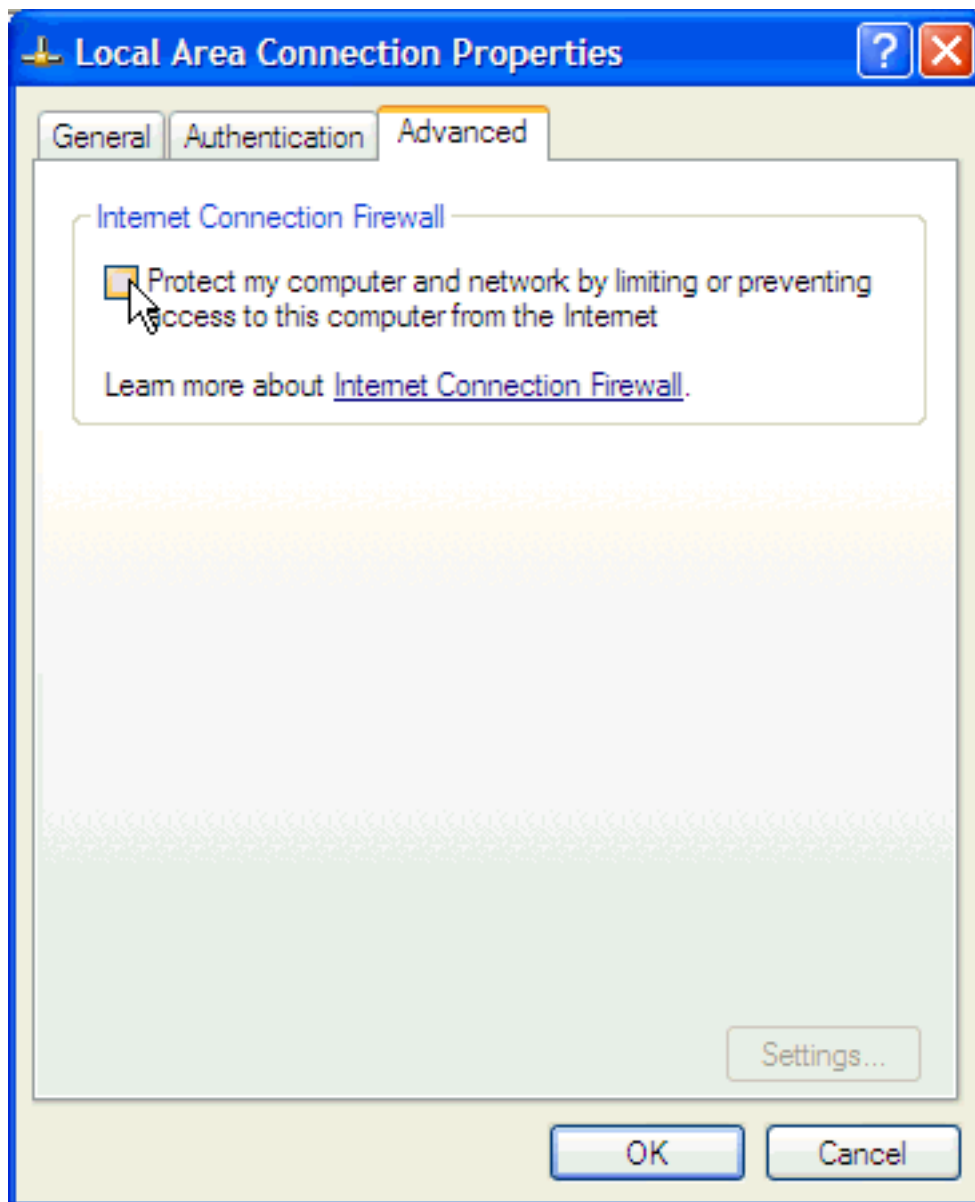 Local Area Connection Properties
?
General
Authentication
Advanced
Internet Connection Firewall
Protect my computer and network by limiting or preventing
access to this computer from the Internet
Learn more about Internet Connection Firewall.
Settings...
OK
Cancel